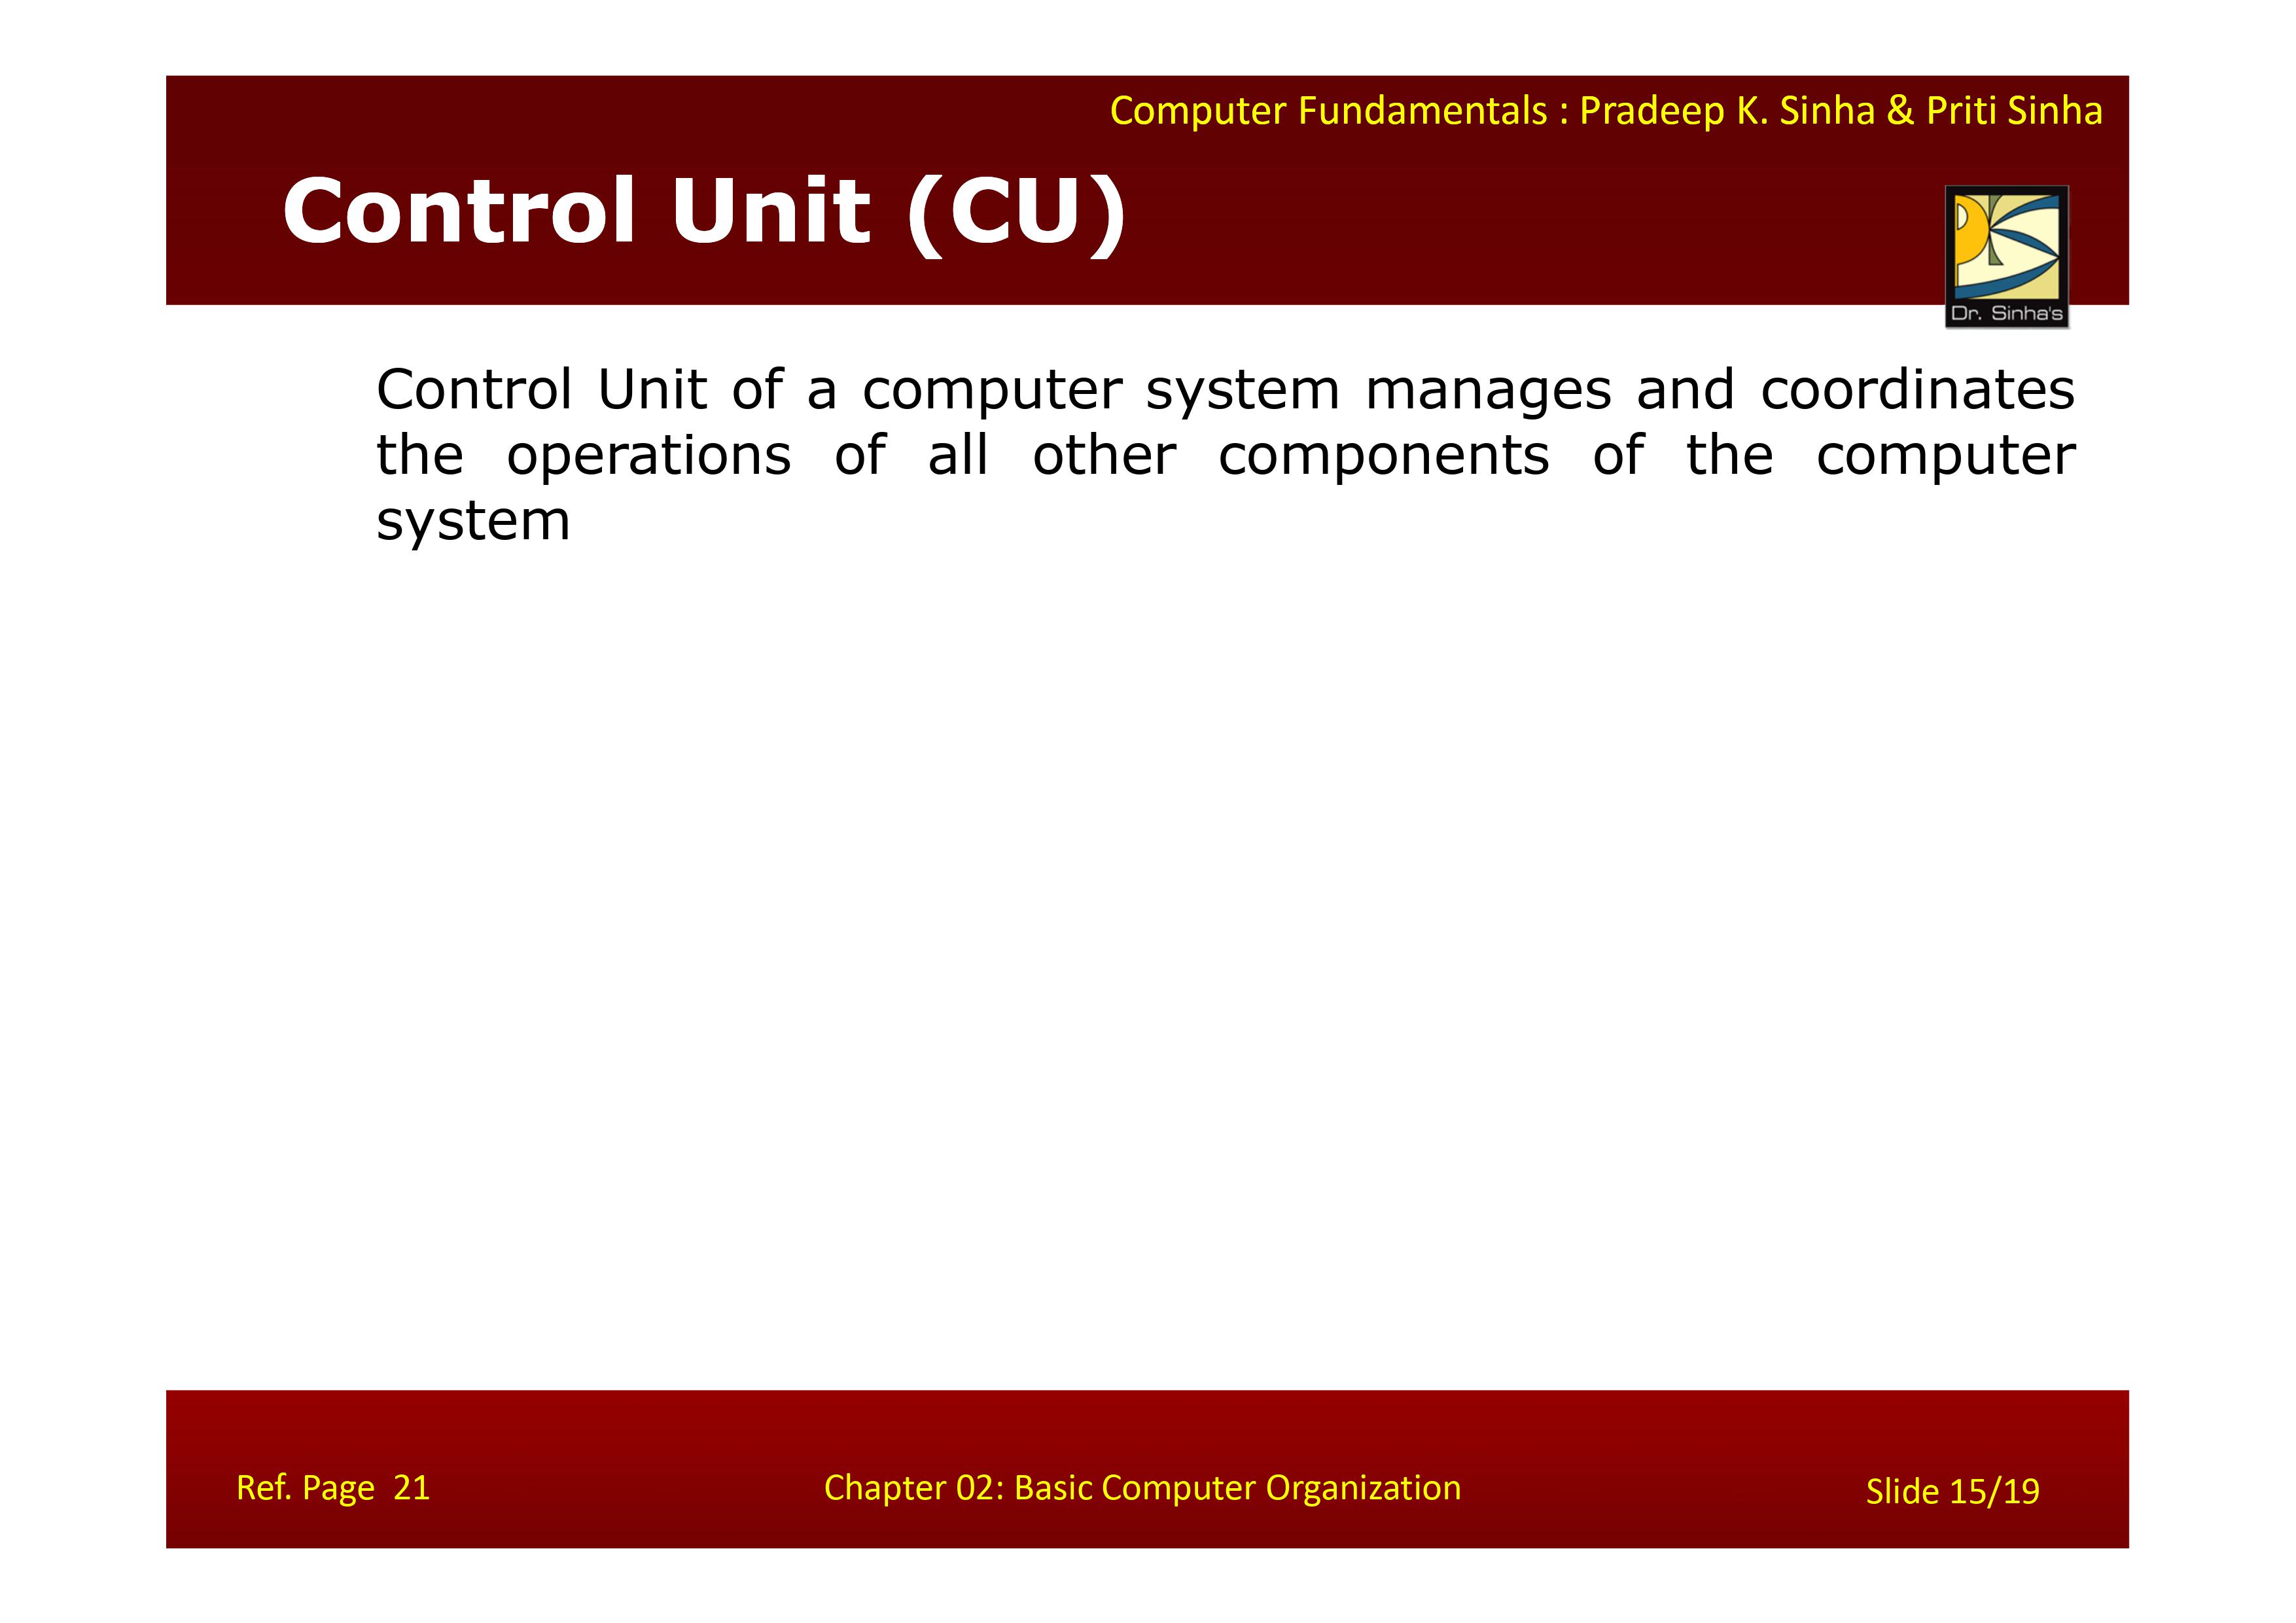 Computer Fundamentals : Pradeep K. Sinha & Priti Sinha
Control Unit (CU)
Dr. Sinha's
Control Unit of a computer system manages and coordinates
the operations of all other components of the computer
system
Ref. Page 21
Chapter 02: Basic Computer Organization
Slide 15/19